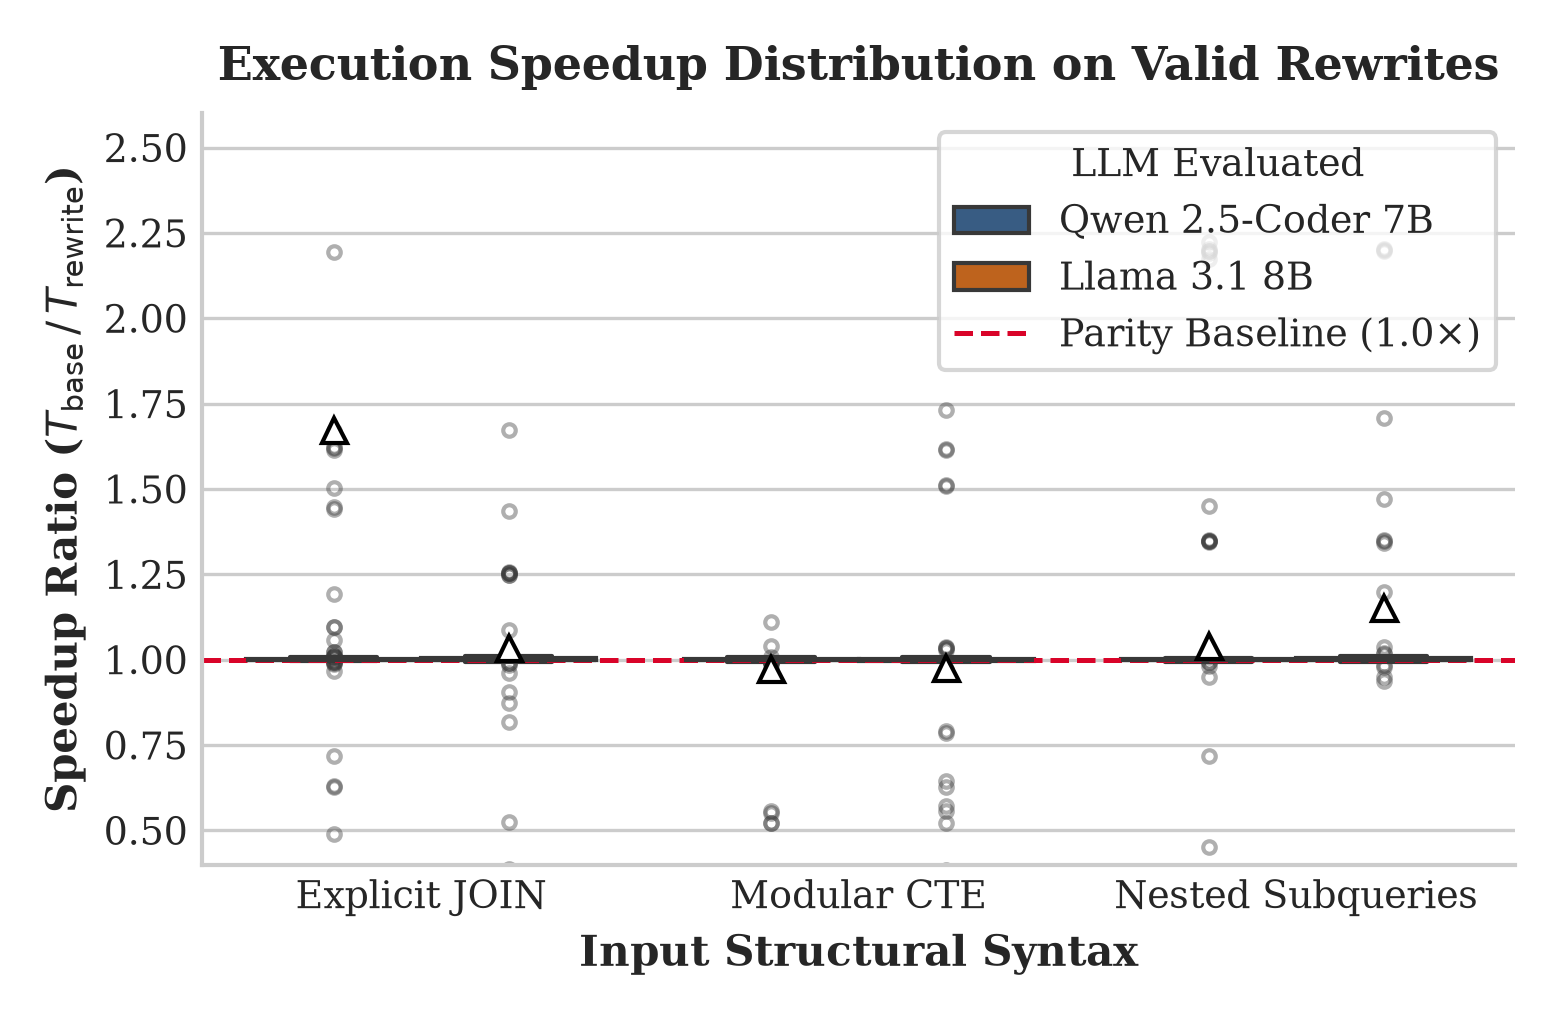 Execution Speedup Distribution on Valid Rewrites
Speedup Ratio (T_base / T_rewrite)
2.50
2.25
2.00
1.75
1.50
1.25
1.00
0.75
0.50
LLM Evaluated
Qwen 2.5-Coder 7B
Llama 3.1 8B
Parity Baseline (1.0×)
Explicit JOIN
Modular CTE
Nested Subqueries
Input Structural Syntax